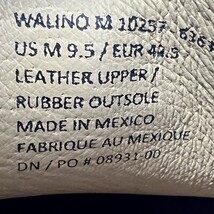 WALINO M 10257
US M 9.5 / EUR 42.5
LEATHER UPPER /
RUBBER OUTSOLE
MADE IN MEXICO
FABRIQUE AU MEXIQUE
DN / PO # 08931-00